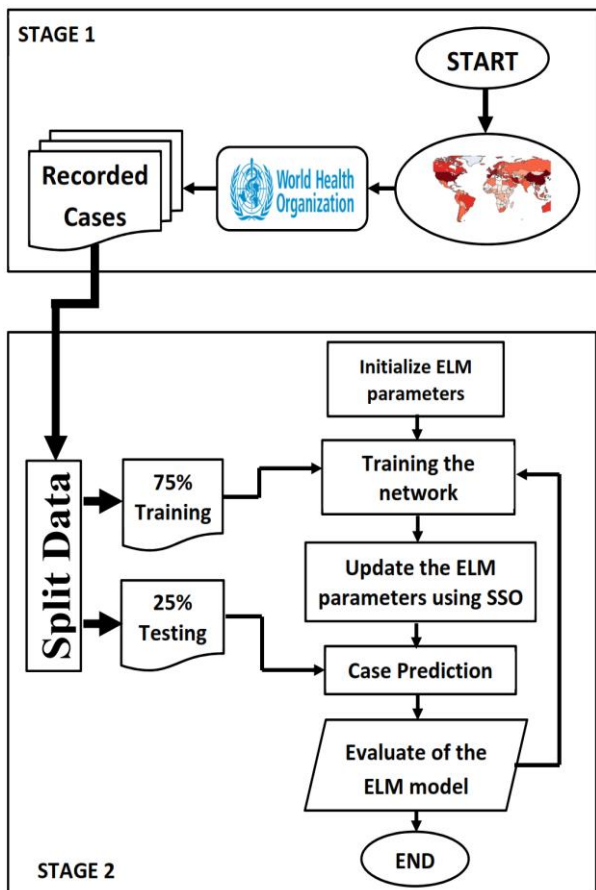 STAGE 1
START
World Health
Organization
Recorded
Cases
Initialize ELM
parameters
Split Data
75%
Training
Training the
network
Update the ELM
parameters using SSO
25%
Testing
Case Prediction
Evaluate of the
ELM model
END
STAGE 2